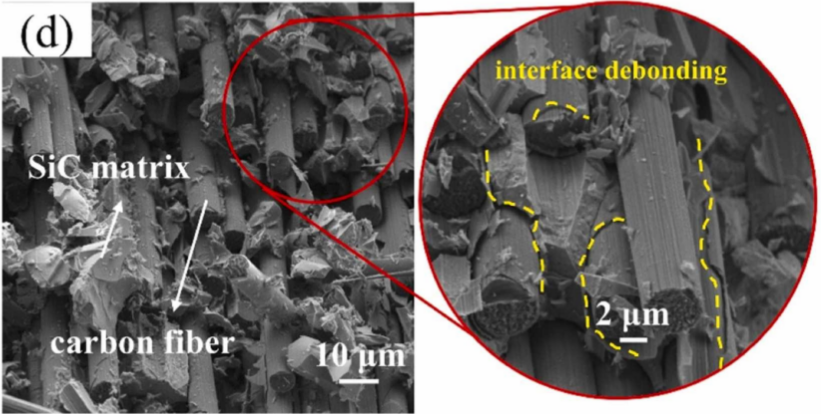 (d)
interface debonding
SiC matrix
carbon fiber
10 μm
2 μm